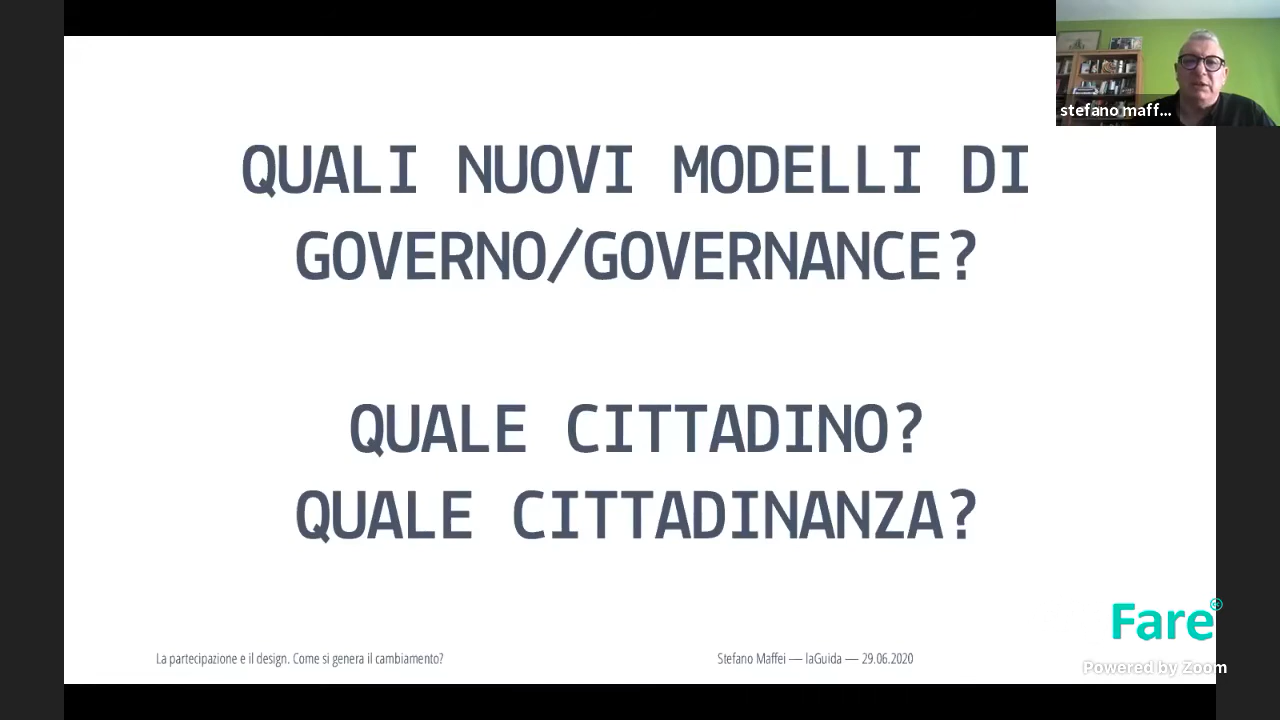 stefano maff...
QUALI NUOVI MODELLI DI
GOVERNO/GOVERNANCE?
QUALE CITTADINO?
QUALE CITTADINANZA?
Fare
La partecipazione e il design. Come si genera il cambiamento?
Stefano Maffei — laGuida — 29.06.2020
Powered by Zoom